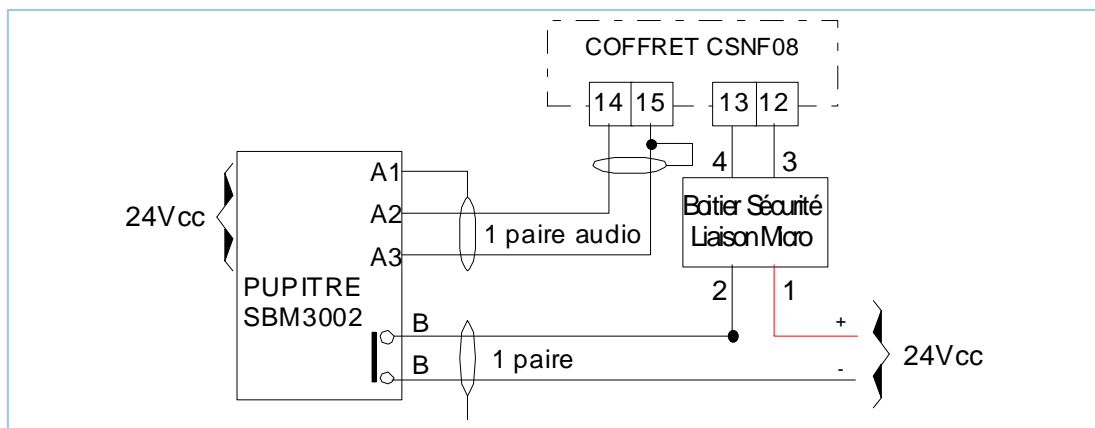 COFFRET CSNF08
14 15 13 12
4 3
A1
24Vcc A2 1 paire audio
A3
Boitier Sécurité
Liaison Micro
PUPITRE
SBM3002
2 1
B +
B 1 paire - 24Vcc